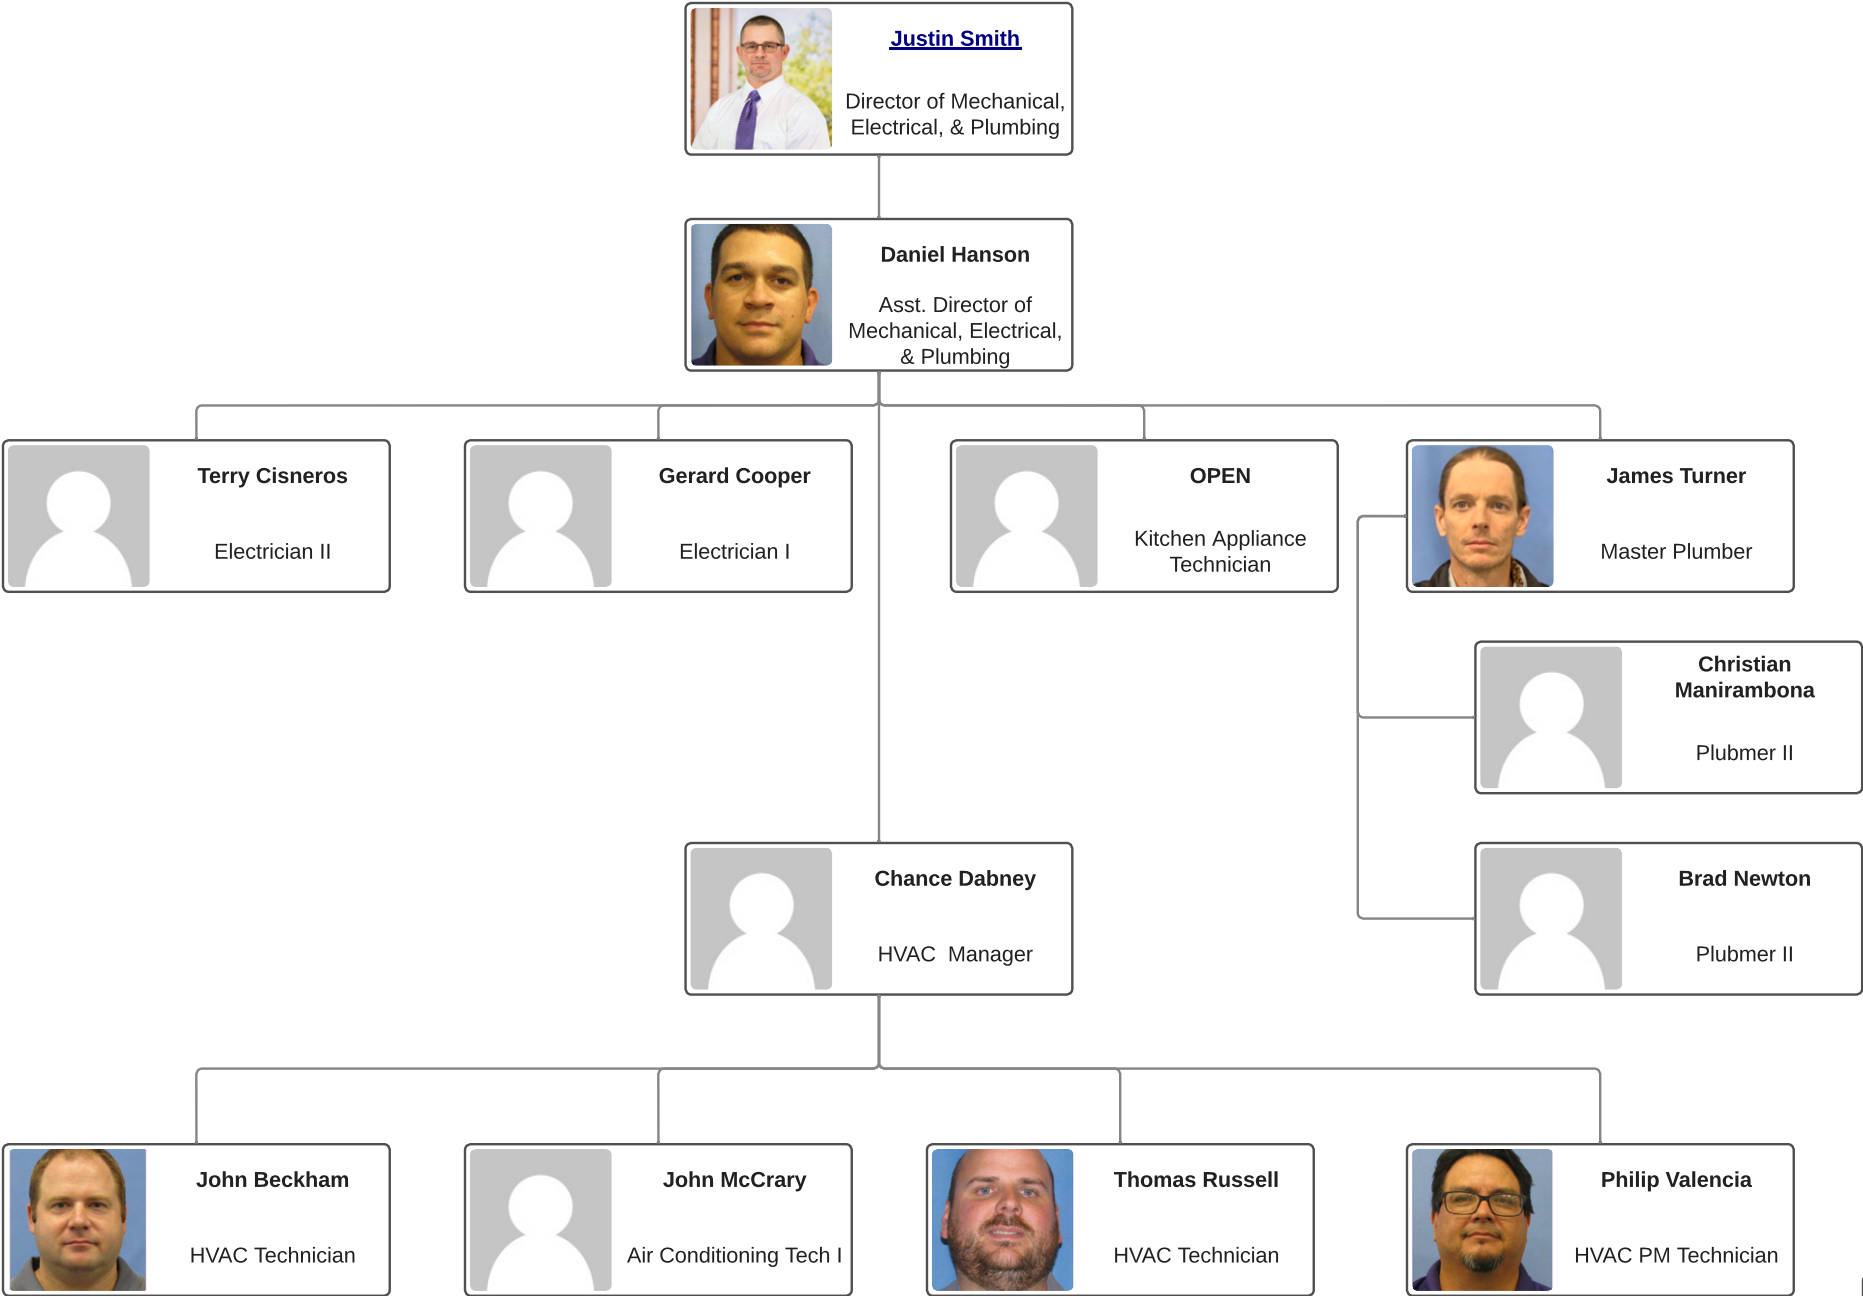 Justin Smith
Director of Mechanical,
Electrical, & Plumbing
Daniel Hanson
Asst. Director of
Mechanical, Electrical,
& Plumbing
Terry Cisneros
Electrician II
Gerard Cooper
Electrician I
OPEN
Kitchen Appliance
Technician
James Turner
Master Plumber
Christian
Manirambona
Plubmer II
Chance Dabney
HVAC  Manager
Brad Newton
Plubmer II
John Beckham
HVAC Technician
John McCrary
Air Conditioning Tech I
Thomas Russell
HVAC Technician
Philip Valencia
HVAC PM Technician